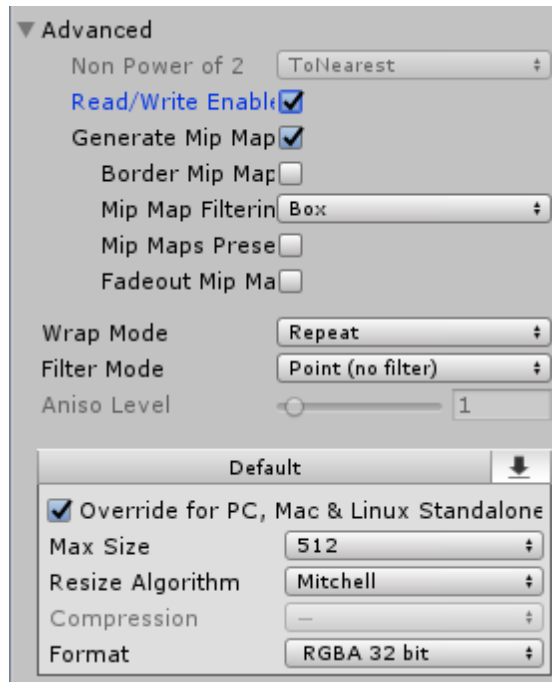 Advanced
Non Power of 2 ToNearest
Read/Write Enable
Generate Mip Map
Border Mip Map
Mip Map Filterin Box
Mip Maps Prese
Fadeout Mip Ma
Wrap Mode Repeat
Filter Mode Point (no filter)
Aniso Level 1
Default
Override for PC, Mac & Linux Standalone
Max Size 512
Resize Algorithm Mitchell
Compression —
Format RGBA 32 bit